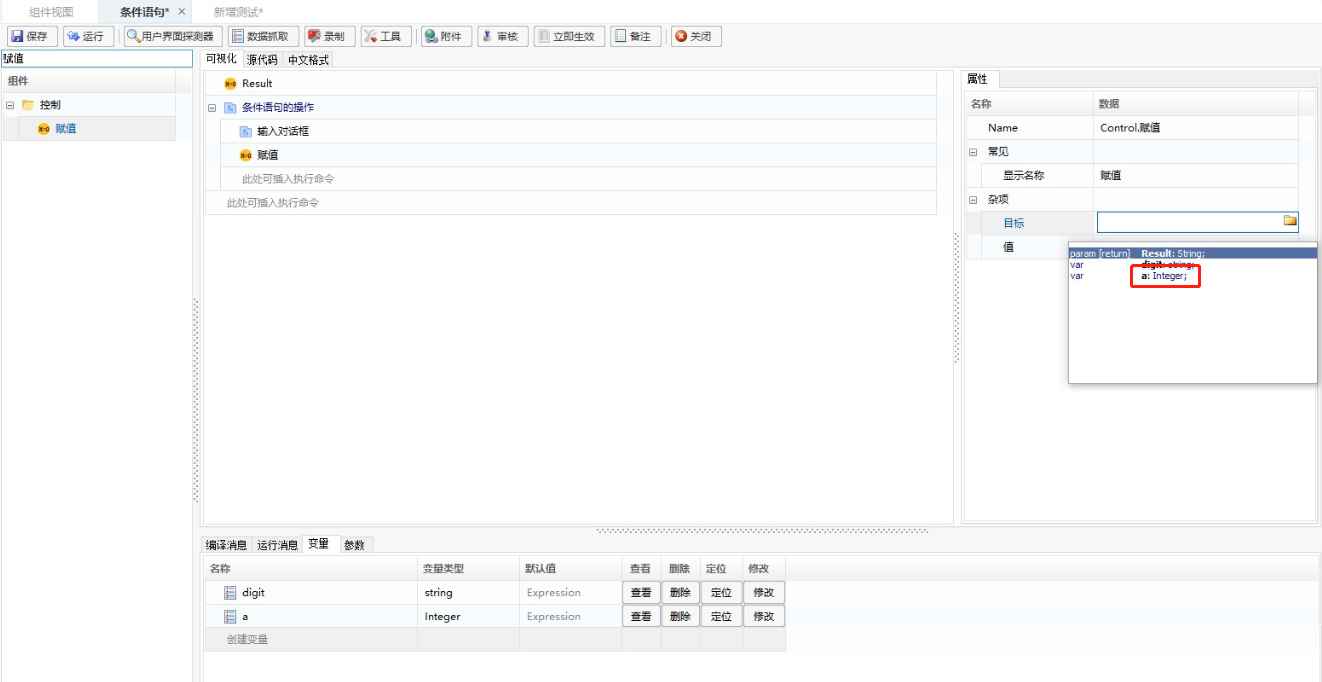 组件视图 条件语句* × 新增测试*
保存 运行 用户界面探测器 数据抓取 录制 工具 附件 审核 立即生效 备注 关闭
赋值
组件
控制
赋值
可视化 源代码 中文格式
Result
条件语句的操作
输入对话框
赋值
此处可插入执行命令
此处可插入执行命令
属性
名称 数据
Name Control.赋值
常见
显示名称 赋值
杂项
目标
值
param [return] Result: String;
var digit: string;
var a: Integer;
编译消息 运行消息 变量 参数
名称 变量类型 默认值 查看 删除 定位 修改
digit string Expression 查看 删除 定位 修改
a Integer Expression 查看 删除 定位 修改
创建变量